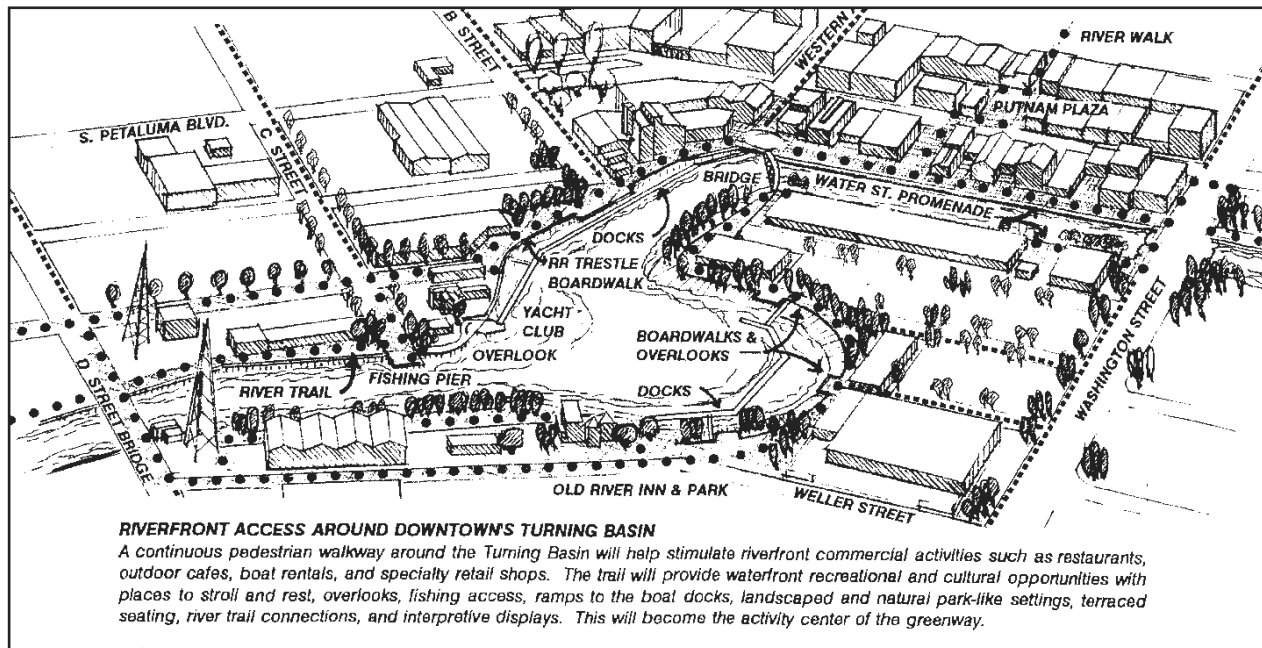 B STREET
WESTERN
RIVER WALK
PUTNAM PLAZA
S. PETALUMA BLVD.
C STREET
BRIDGE
WATER ST. PROMENADE
DOCKS
RR TRESTLE
BOARDWALK
YACHT
CLUB
OVERLOOK
BOARDWALKS &
OVERLOOKS
WASHINGTON STREET
FISHING PIER
RIVER TRAIL
DOCKS
D STREET BRIDGE
OLD RIVER INN & PARK
WELLER STREET
RIVERFRONT ACCESS AROUND DOWNTOWN'S TURNING BASIN
A continuous pedestrian walkway around the Turning Basin will help stimulate riverfront commercial activities such as restaurants,
outdoor cafes, boat rentals, and specialty retail shops. The trail will provide waterfront recreational and cultural opportunities with
places to stroll and rest, overlooks, fishing access, ramps to the boat docks, landscaped and natural park-like settings, terraced
seating, river trail connections, and interpretive displays. This will become the activity center of the greenway.